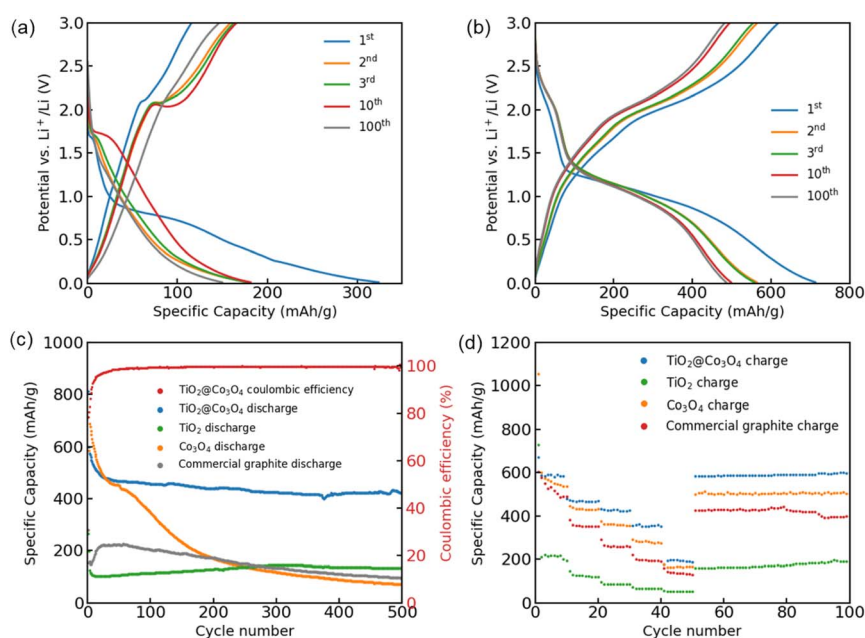 (a)
3.0
2.5
2.0
1.5
1.0
0.5
0.0
Potential vs. Li⁺/Li (V)
1ˢᵗ
2ⁿᵈ
3ʳᵈ
10ᵗʰ
100ᵗʰ
0 100 200 300
Specific Capacity (mAh/g)
(b)
3.0
2.5
2.0
1.5
1.0
0.5
0.0
Potential vs. Li⁺/Li (V)
1ˢᵗ
2ⁿᵈ
3ʳᵈ
10ᵗʰ
100ᵗʰ
0 200 400 600 800
Specific Capacity (mAh/g)
(c)
1000
800
600
400
200
0
Specific Capacity (mAh/g)
TiO₂@Co₃O₄ coulombic efficiency
TiO₂@Co₃O₄ discharge
TiO₂ discharge
Co₃O₄ discharge
Commercial graphite discharge
100
80
60
40
20
0
Coulombic efficiency (%)
0 100 200 300 400 500
Cycle number
(d)
1200
1000
800
600
400
200
0
Specific Capacity (mAh/g)
TiO₂@Co₃O₄ charge
TiO₂ charge
Co₃O₄ charge
Commercial graphite charge
0 20 40 60 80 100
Cycle number